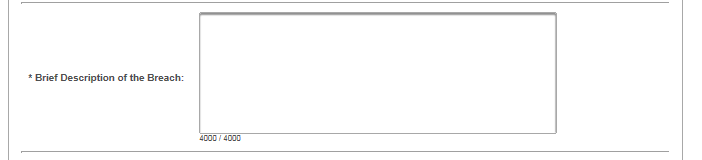 * Brief Description of the Breach:
4000 / 4000